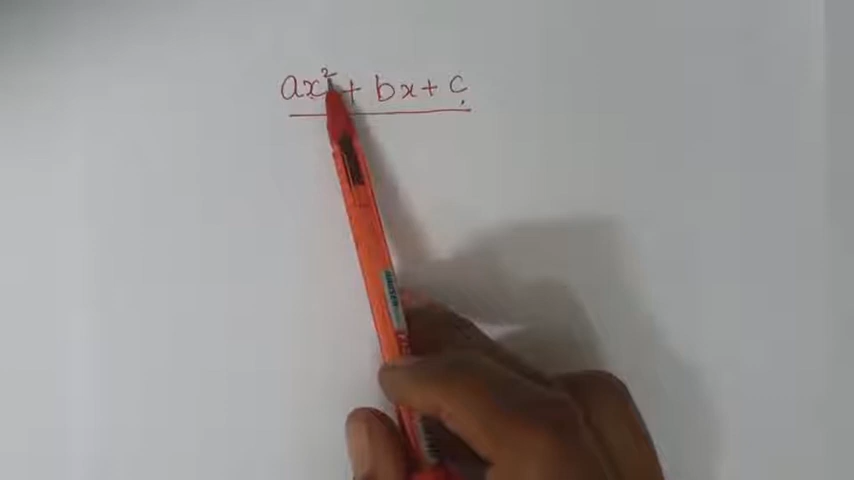 ax² + bx + c